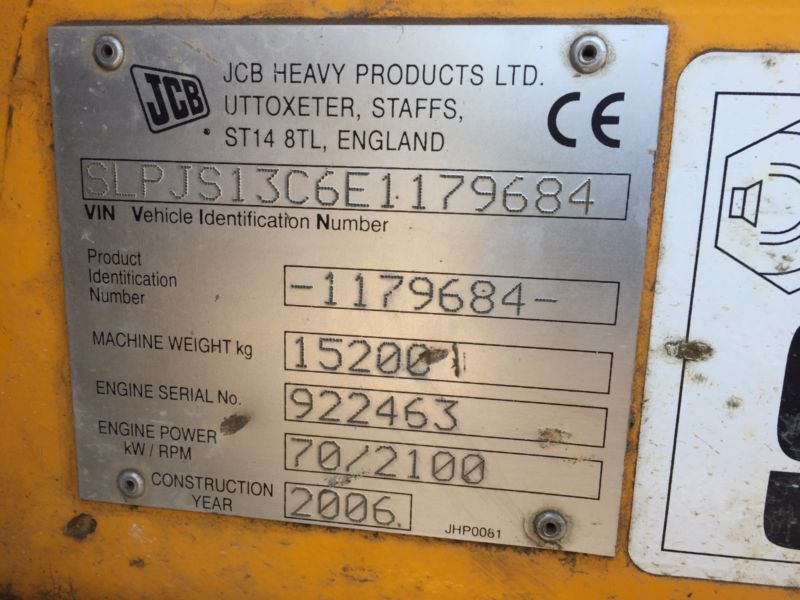 JCB
JCB HEAVY PRODUCTS LTD.
UTTOXETER, STAFFS,
ST14 8TL, ENGLAND
CE
SLPJS13C6E1179684
VIN Vehicle Identification Number
Product
Identification
Number
-1179684-
MACHINE WEIGHT kg
15200
ENGINE SERIAL No.
922463
ENGINE POWER
kW / RPM
70/2100
CONSTRUCTION
YEAR
2006.
JHP0081